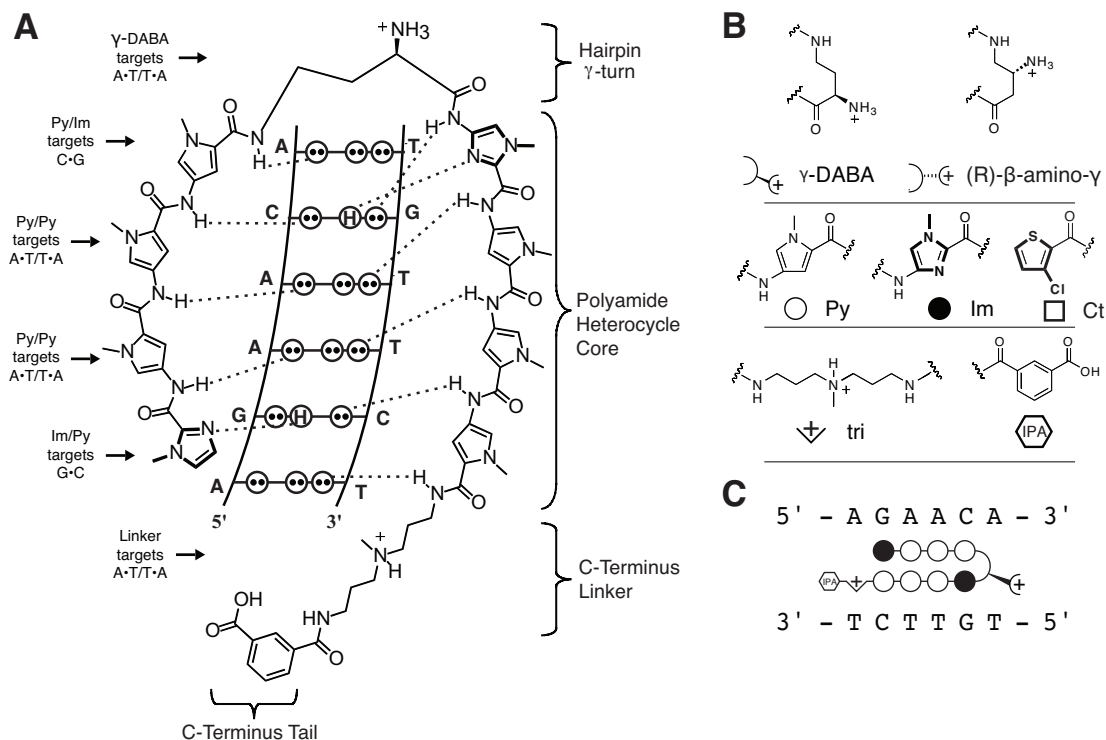 A
γ-DABA
targets
A•T/T•A
Py/Im
targets
C•G
Py/Py
targets
A•T/T•A
Py/Py
targets
A•T/T•A
Im/Py
targets
G•C
Linker
targets
A•T/T•A
+NH3
O
H
N
O
N
H
N
N
N
A T
C H G
A T
A T
G H C
A T
5' 3'
N
O
N
H
O
N
H
N
O
N
H
N
O
N
H
N
O
H
N
N
O
H
N
N
O
H
N
N
O
H
N
O
+
N
H
OH
O
HN
O
C-Terminus Tail
Hairpin
γ-turn
Polyamide
Heterocycle
Core
C-Terminus
Linker
B
NH
NH3
+
O
NH
NH3
+
O
+ γ-DABA
+ (R)-β-amino-γ
N
O
N
H
N
O
N
N
H
S
O
Cl
Py Im Ct
N
H
H
N
+
H
N
O
O
OH
+ tri
IPA
C
5' – A G A A C A – 3'
IPA + +
3' – T C T T G T – 5'